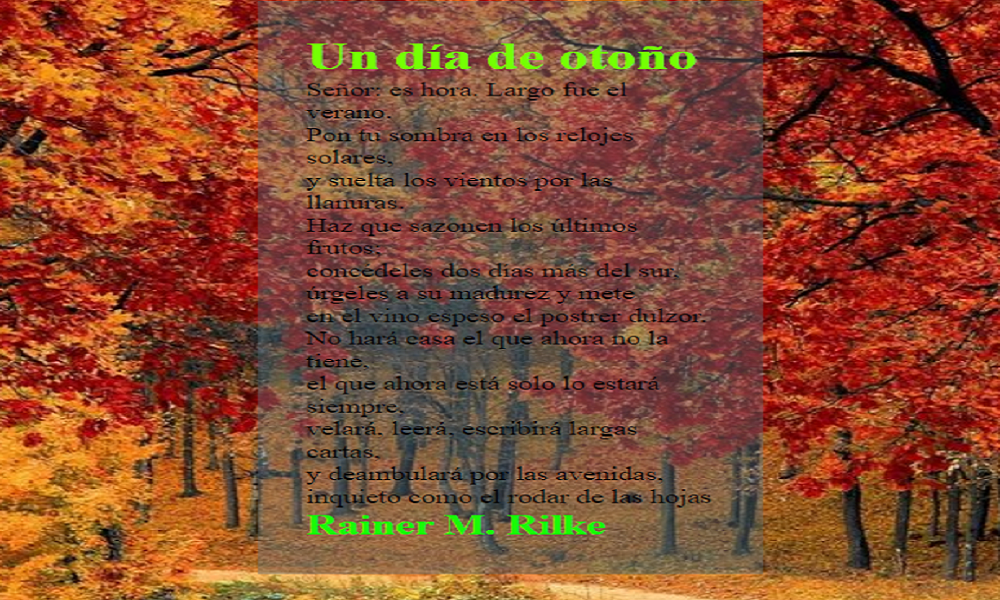 Un día de otoño
Señor: es hora. Largo fue el
verano.
Pon tu sombra en los relojes
solares,
y suelta los vientos por las
llanuras.
Haz que sazonen los últimos
frutos;
concédeles dos días más del sur,
úrgeles a su madurez y mete
en el vino espeso el postrer dulzor.
No hará casa el que ahora no la
tiene,
el que ahora está solo lo estará
siempre,
velará, leerá, escribirá largas
cartas,
y deambulará por las avenidas,
inquieto como el rodar de las hojas
Rainer M. Rilke